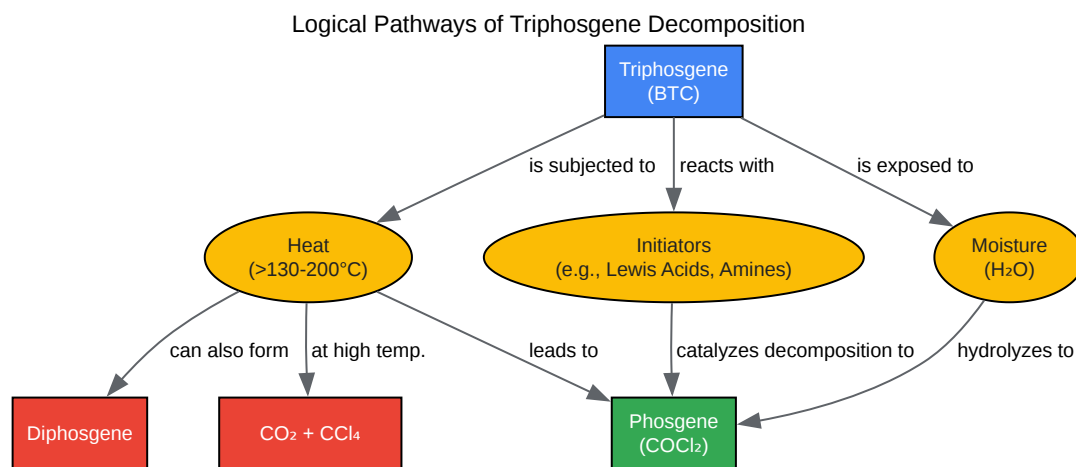 Logical Pathways of Triphosgene Decomposition
Triphosgene
(BTC)
is subjected to
reacts with
is exposed to
Heat
(>130-200°C)
Initiators
(e.g., Lewis Acids, Amines)
Moisture
(H₂O)
can also form
at high temp.
leads to
catalyzes decomposition to
hydrolyzes to
Diphosgene
CO₂ + CCl₄
Phosgene
(COCl₂)